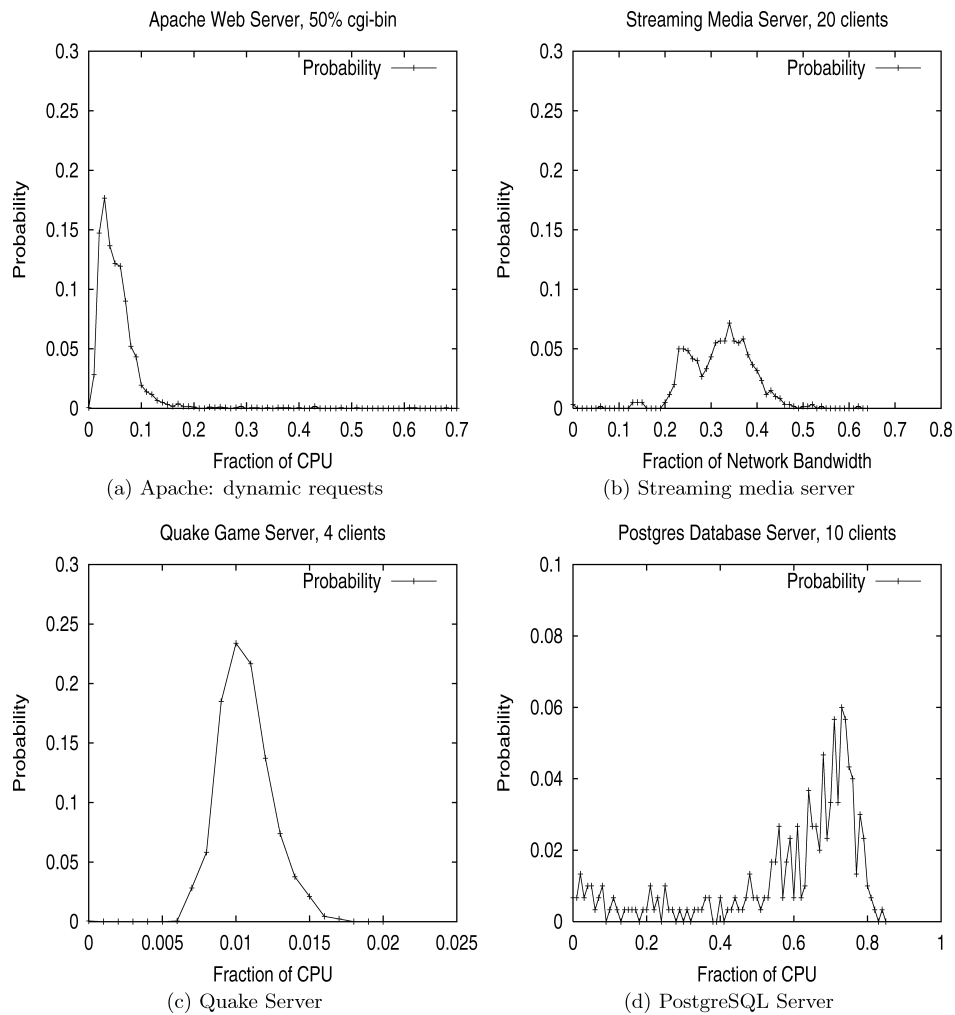 Apache Web Server, 50% cgi-bin
0.3
0.25
0.2
0.15
0.1
0.05
0
Probability
Probability
0 0.1 0.2 0.3 0.4 0.5 0.6 0.7
Fraction of CPU
(a) Apache: dynamic requests
Streaming Media Server, 20 clients
0.3
0.25
0.2
0.15
0.1
0.05
0
Probability
Probability
0 0.1 0.2 0.3 0.4 0.5 0.6 0.7 0.8
Fraction of Network Bandwidth
(b) Streaming media server
Quake Game Server, 4 clients
0.3
0.25
0.2
0.15
0.1
0.05
0
Probability
Probability
0 0.005 0.01 0.015 0.02 0.025
Fraction of CPU
(c) Quake Server
Postgres Database Server, 10 clients
0.1
0.08
0.06
0.04
0.02
0
Probability
Probability
0 0.2 0.4 0.6 0.8 1
Fraction of CPU
(d) PostgreSQL Server